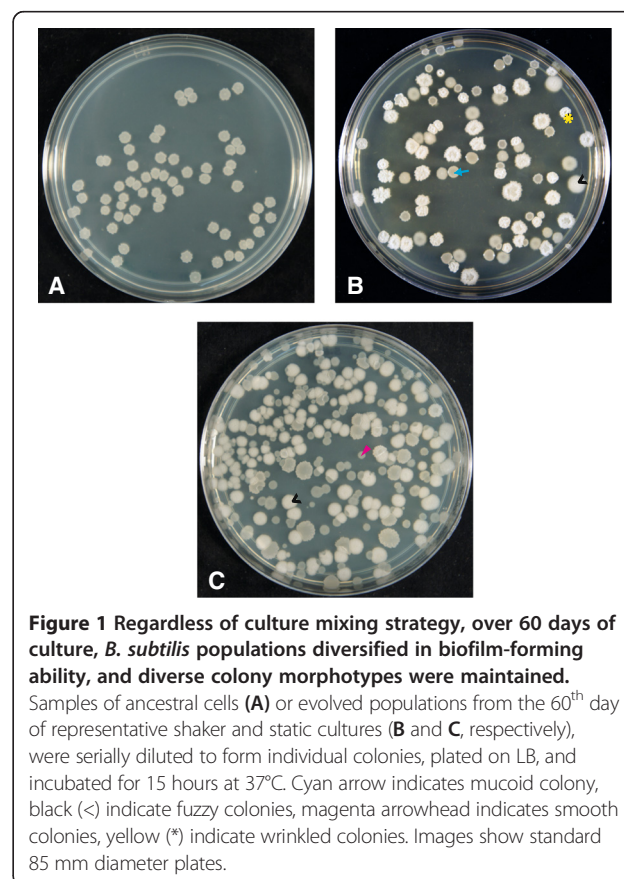 A
B
*
<
<
C
Figure 1 Regardless of culture mixing strategy, over 60 days of
culture, B. subtilis populations diversified in biofilm-forming
ability, and diverse colony morphotypes were maintained.
Samples of ancestral cells (A) or evolved populations from the 60th day
of representative shaker and static cultures (B and C, respectively),
were serially diluted to form individual colonies, plated on LB, and
incubated for 15 hours at 37°C. Cyan arrow indicates mucoid colony,
black (<) indicate fuzzy colonies, magenta arrowhead indicates smooth
colonies, yellow (*) indicate wrinkled colonies. Images show standard
85 mm diameter plates.